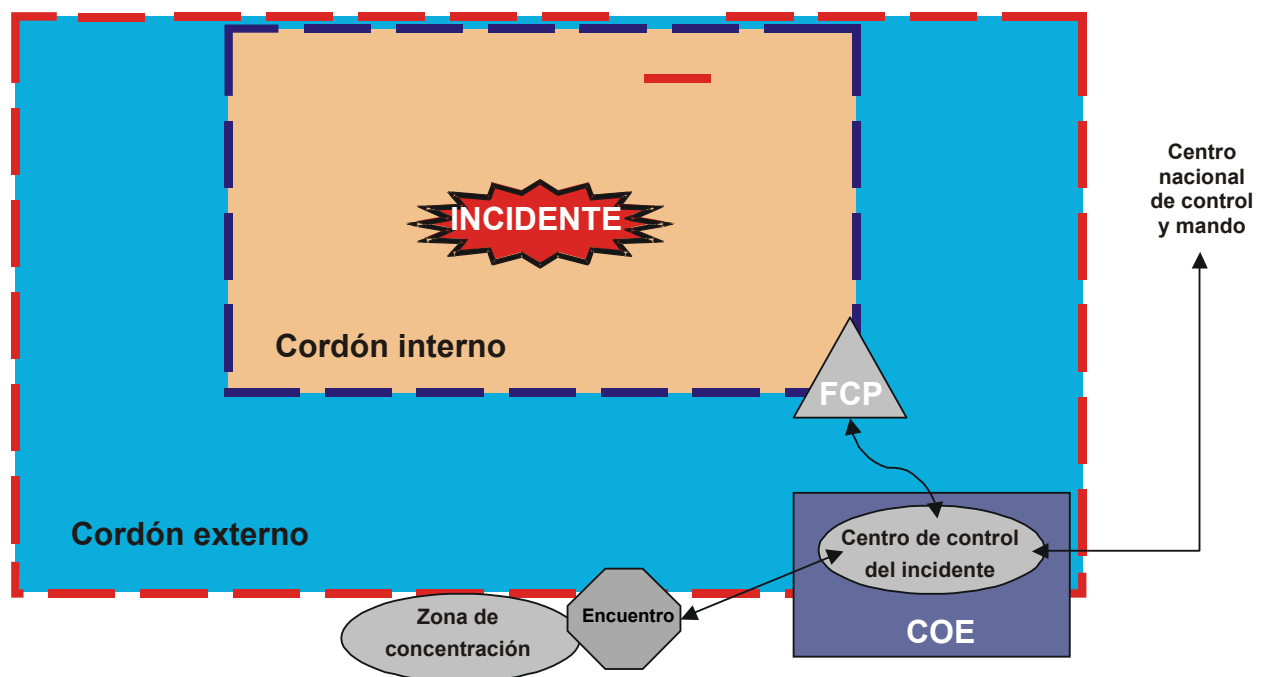 INCIDENTE
Cordón interno
Centro
nacional
de control
y mando
FCP
Cordón externo
Centro de control
del incidente
COE
Encuentro
Zona de
concentración